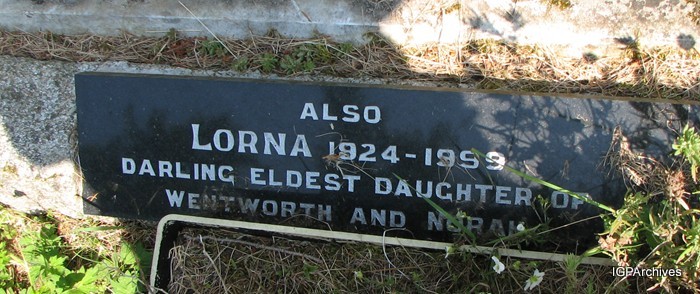 ALSO
LORNA 1924-1999
DARLING ELDEST DAUGHTER OF
WENTWORTH AND NORAH
IGPArchives